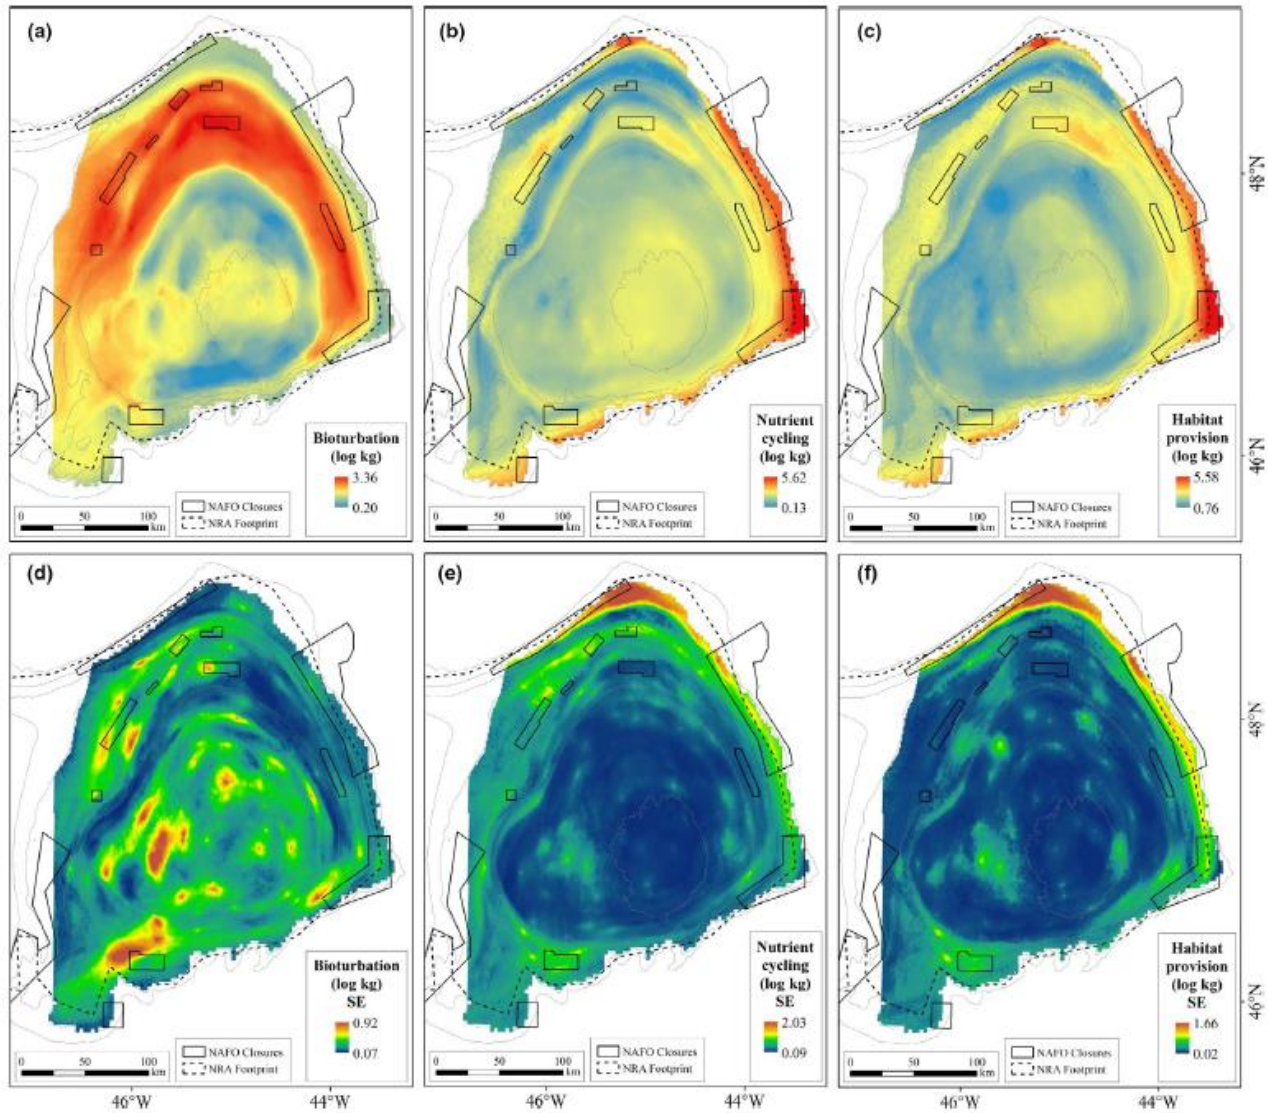 (a)
Bioturbation
(log kg)
3.36
0.20
NAFO Closures
NRA Footprint
0 50 100
km
(b)
Nutrient
cycling
(log kg)
5.62
0.13
NAFO Closures
NRA Footprint
0 50 100
km
(c)
Habitat
provision
(log kg)
5.58
0.76
NAFO Closures
NRA Footprint
0 50 100
km
48°N
46°N
(d)
Bioturbation
(log kg)
SE
0.92
0.07
NAFO Closures
NRA Footprint
0 50 100
km
(e)
Nutrient
cycling
(log kg)
SE
2.03
0.09
NAFO Closures
NRA Footprint
0 50 100
km
(f)
Habitat
provision
(log kg)
SE
1.66
0.02
NAFO Closures
NRA Footprint
0 50 100
km
48°N
46°N
46°W 44°W 46°W 44°W 46°W 44°W